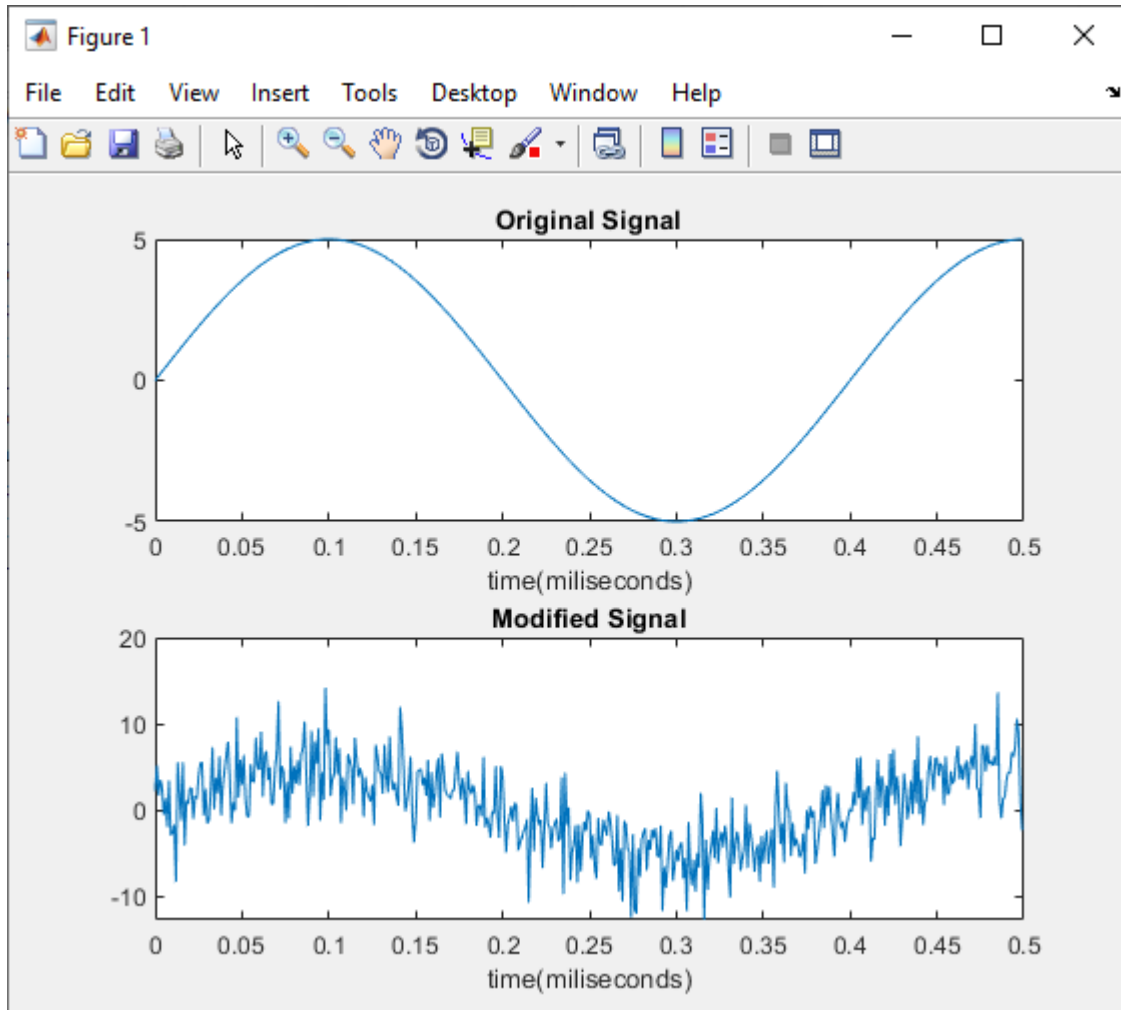 Figure 1
File Edit View Insert Tools Desktop Window Help
Original Signal
5
0
-5
0 0.05 0.1 0.15 0.2 0.25 0.3 0.35 0.4 0.45 0.5
time(miliseconds)
Modified Signal
20
10
0
-10
0 0.05 0.1 0.15 0.2 0.25 0.3 0.35 0.4 0.45 0.5
time(miliseconds)